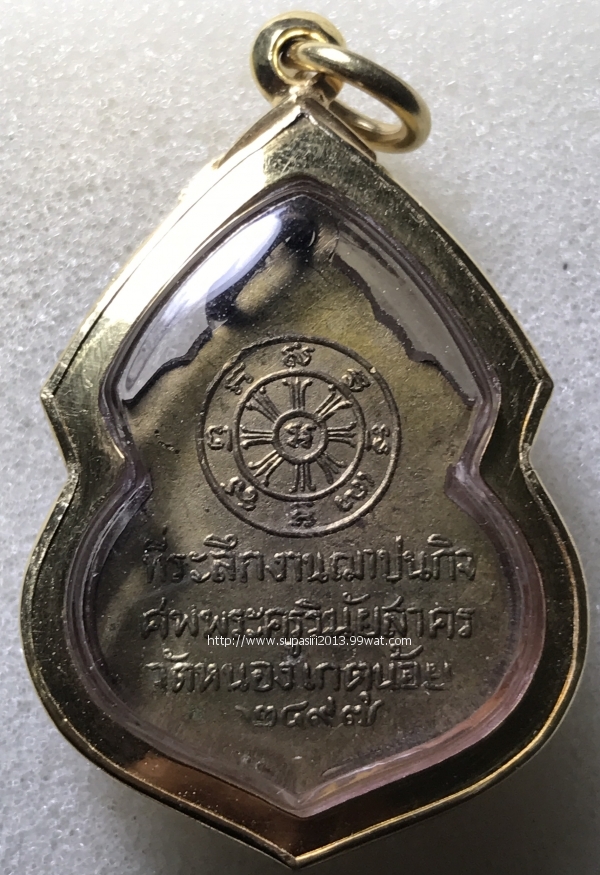 ที่ระลึกงานฌาปนกิจ
ศพพระครูวินัยสาคร
http://www.supasiri2013.99wat.com
วัดหนองเกตุน้อย
๒๔๙๗